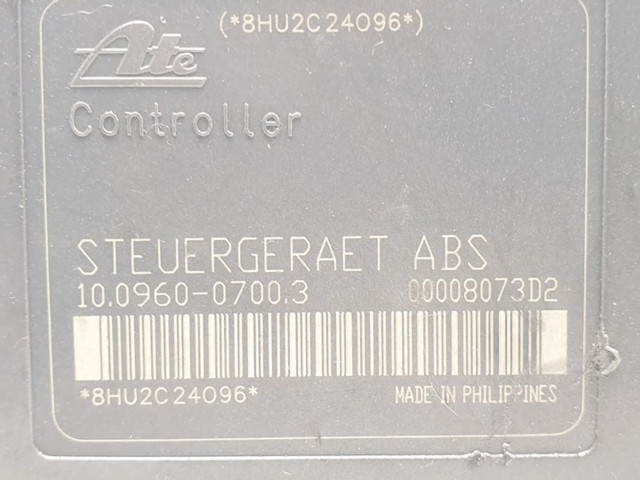 (*8HU2C24096*)
Ate
Controller
STEUERGERAET ABS
10.0960-0700.3 00008073D2
*8HU2C24096*
MADE IN PHILIPPINES